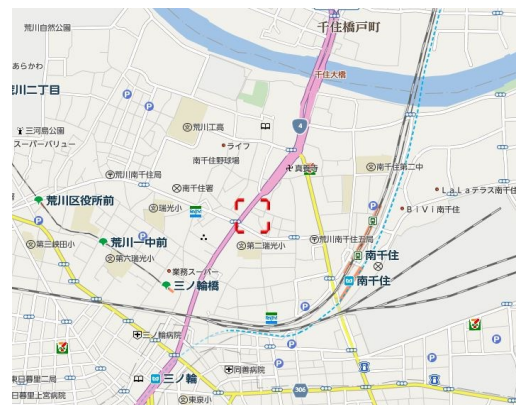 荒川自然公園
千住橋戸町
あらかわ
千住大橋
荒川二丁目
三河島公園
スーパーバリュー
荒川工高
4
ライフ
南千住野球場
真養寺
南千住第二中
荒川南千住局
南千住署
LaLaテラス南千住
荒川区役所前
瑞光小
BiVi南千住
荒川一中前
第三峡田小
第二瑞光小
荒川南千住五局
南千住
第六瑞光小
業務スーパー
三ノ輪橋
南千住
三ノ輪病院
同善病院
東日暮里二局
三ノ輪
306
東日暮里上宮病院
東泉小